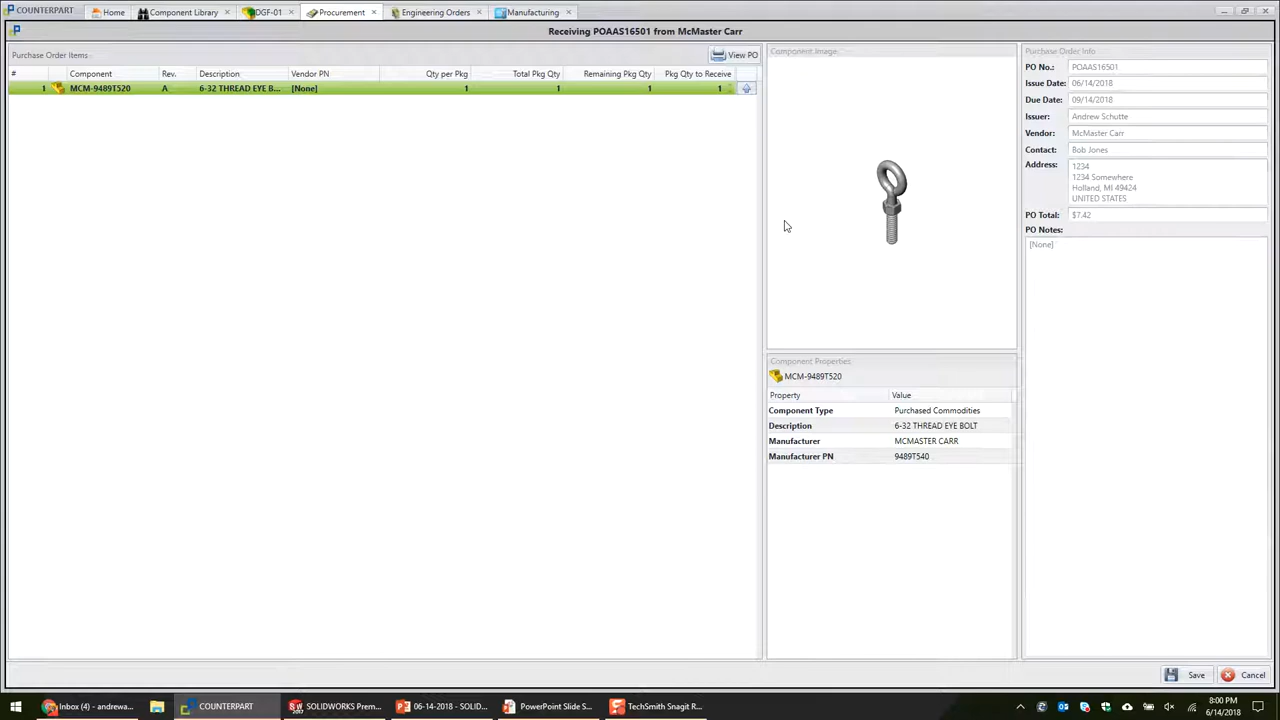 COUNTERPART
Home
Component Library
DGF-01
Procurement
Engineering Orders
Manufacturing
Receiving POAAS16501 from McMaster Carr
Purchase Order Items
View PO
# Component Rev. Description Vendor PN Qty per Pkg Total Pkg Qty Remaining Pkg Qty Pkg Qty to Receive
1 MCM-9489T520 A 6-32 THREAD EYE B... [None] 1 1 1 1
Component Image
Component Properties
MCM-9489T520
Property Value
Component Type Purchased Commodities
Description 6-32 THREAD EYE BOLT
Manufacturer MCMASTER CARR
Manufacturer PN 9489T540
Purchase Order Info
PO No.: POAAS16501
Issue Date: 06/14/2018
Due Date: 09/14/2018
Issuer: Andrew Schutte
Vendor: McMaster Carr
Contact: Bob Jones
Address: 1234
1234 Somewhere
Holland, MI 49424
UNITED STATES
PO Total: $7.42
PO Notes:
[None]
Save
Cancel
Inbox (4) - andrewa...
COUNTERPART
SOLIDWORKS Prem...
06-14-2018 - SOLID...
PowerPoint Slide S...
TechSmith Snagit R...
8:00 PM
6/14/2018